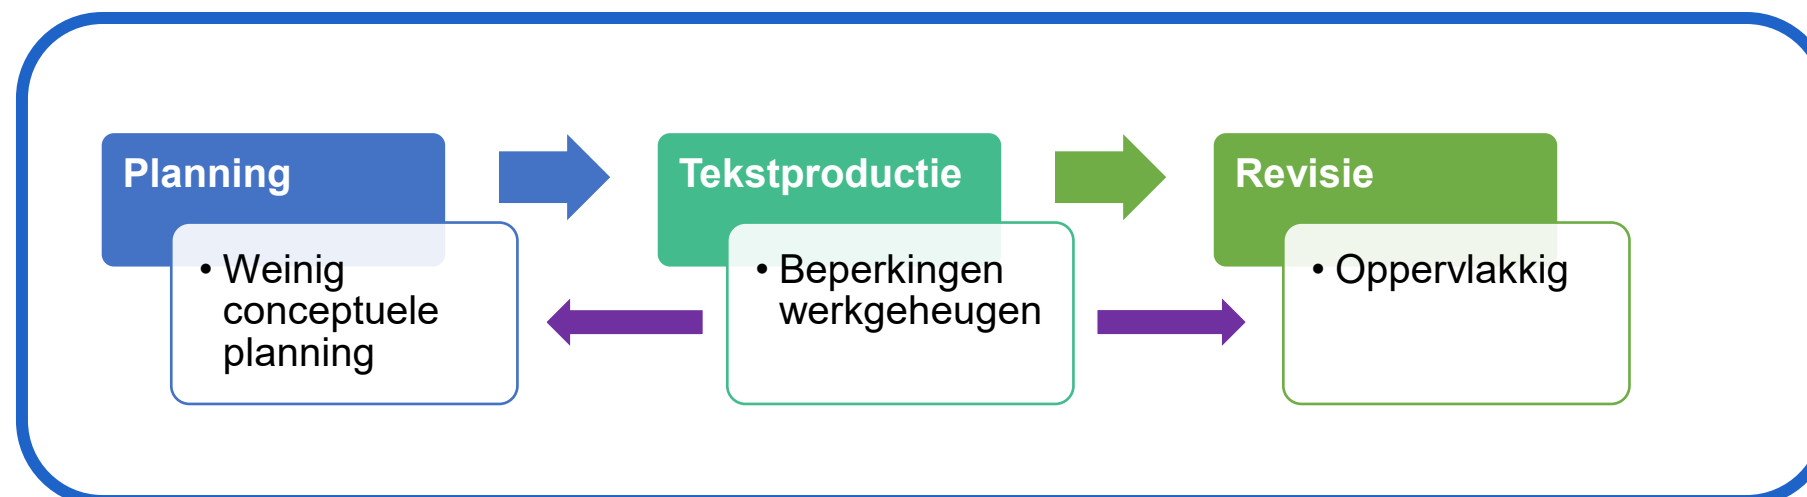 Planning
• Weinig
conceptuele
planning
Tekstproductie
• Beperkingen
werkgeheugen
Revisie
• Oppervlakkig